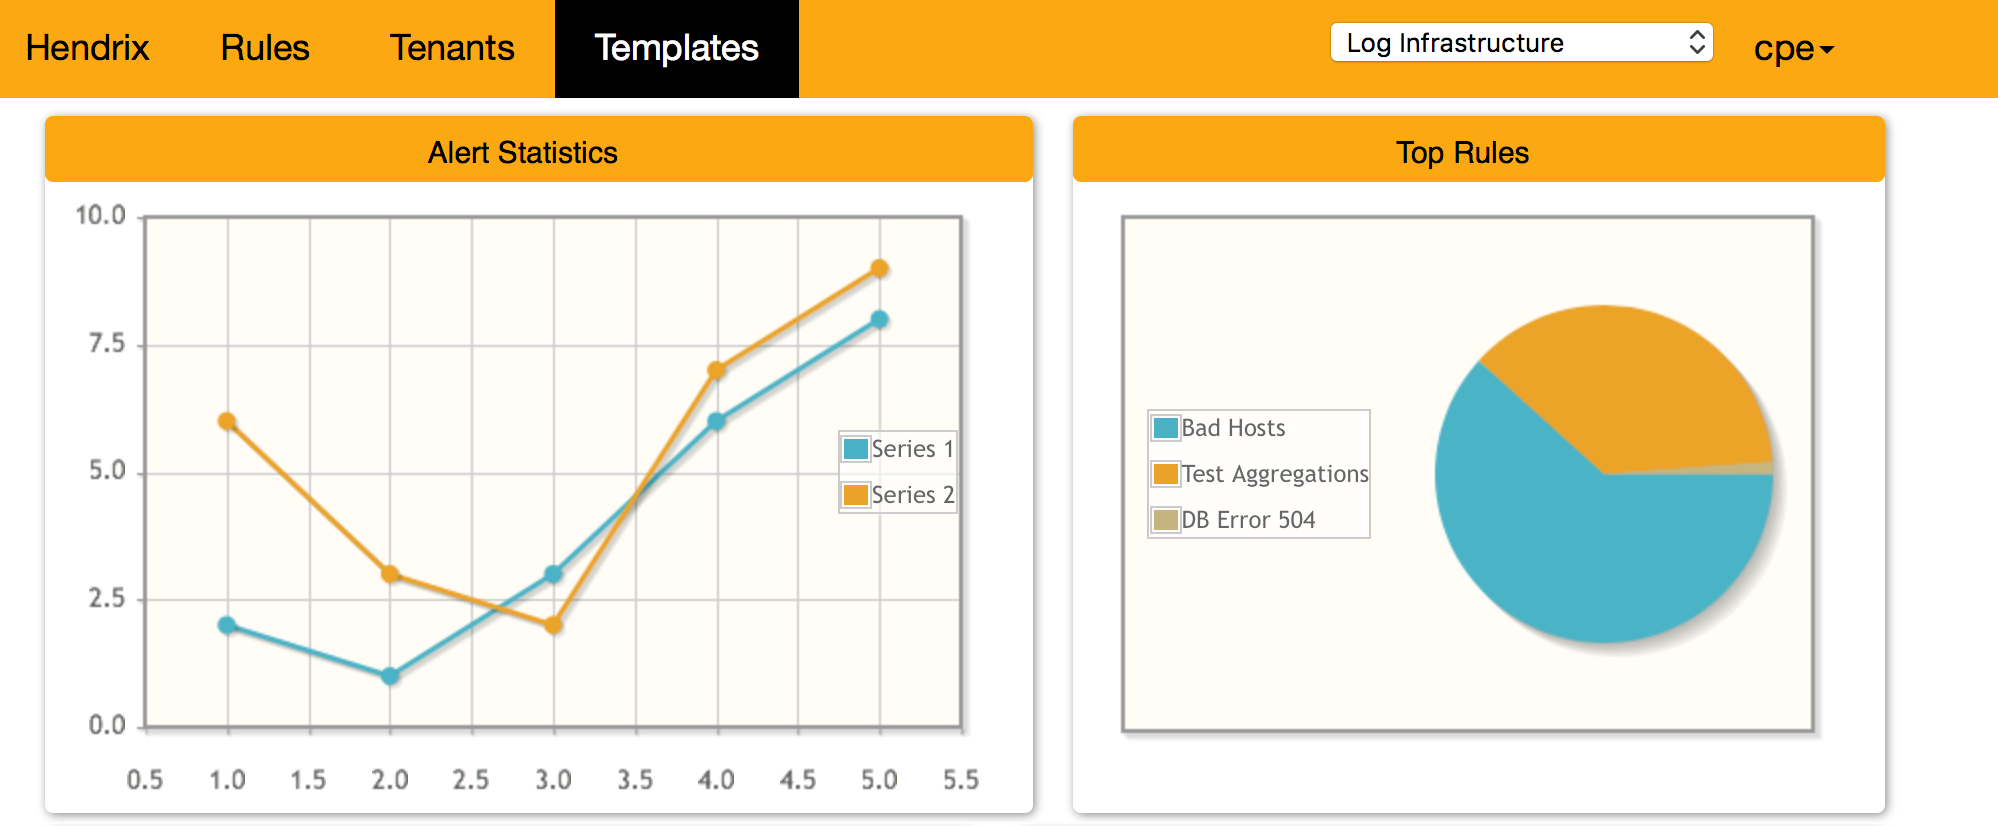 Hendrix Rules Tenants Templates Log Infrastructure cpe
Alert Statistics
10.0
7.5
5.0
2.5
0.0
0.5 1.0 1.5 2.0 2.5 3.0 3.5 4.0 4.5 5.0 5.5
Series 1
Series 2
Top Rules
Bad Hosts
Test Aggregations
DB Error 504